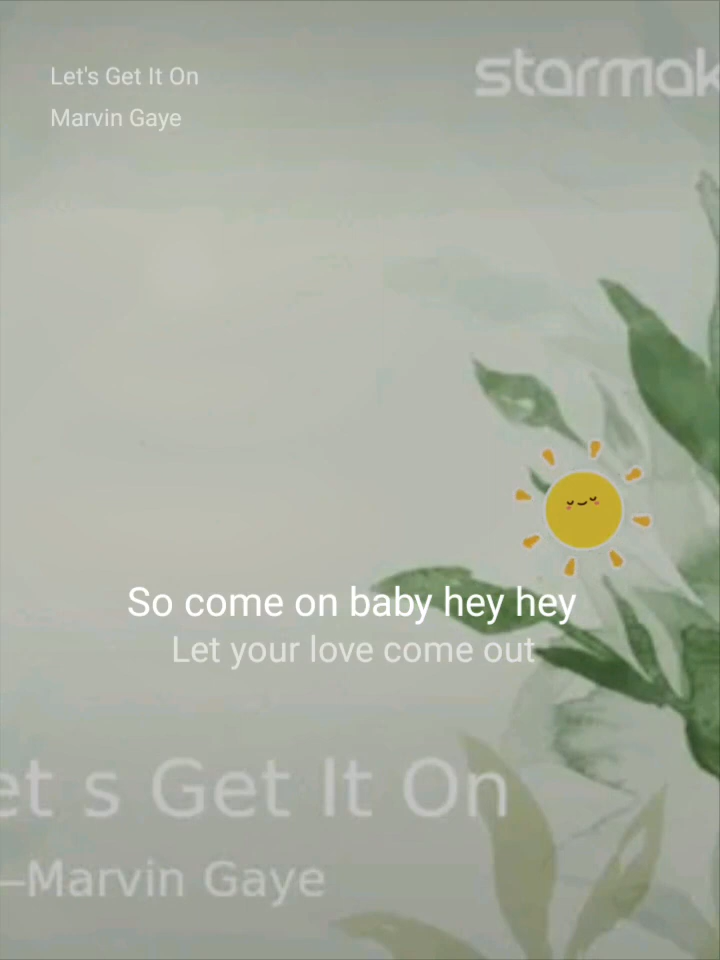 Let's Get It On
Marvin Gaye
starmak
So come on baby hey hey
Let your love come out
et s Get It On
—Marvin Gaye